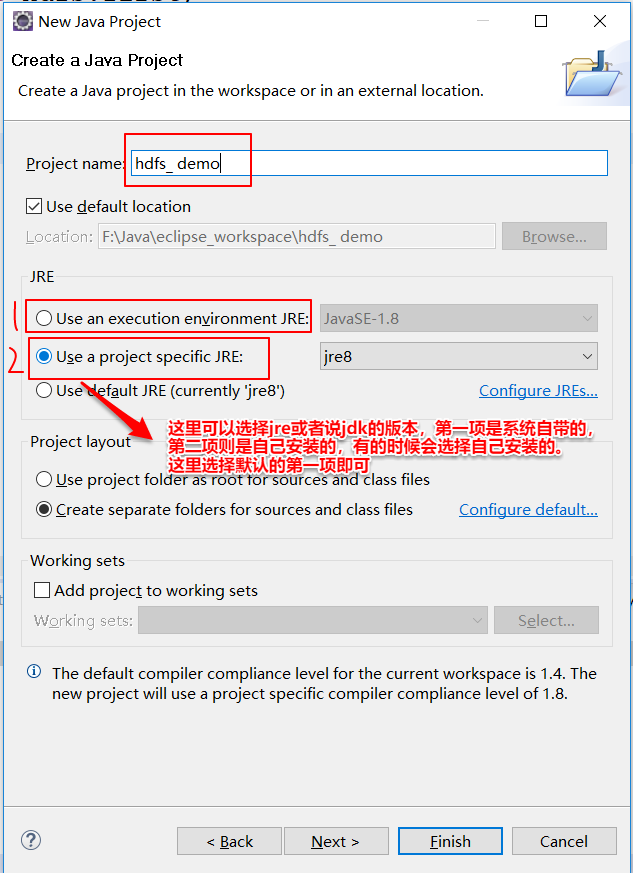 New Java Project
Create a Java Project
Create a Java project in the workspace or in an external location.
Project name: hdfs_ demo
Use default location
Location: F:\Java\eclipse_workspace\hdfs_ demo Browse...
JRE
1 Use an execution environment JRE: JavaSE-1.8
2 Use a project specific JRE: jre8
Use default JRE (currently 'jre8') Configure JREs...
这里可以选择jre或者说jdk的版本，第一项是系统自带的，
第二项则是自己安装的，有的时候会选择自己安装的。
这里选择默认的第一项即可
Project layout
Use project folder as root for sources and class files
Create separate folders for sources and class files Configure default...
Working sets
Add project to working sets
Working sets: Select...
The default compiler compliance level for the current workspace is 1.4. The
new project will use a project specific compiler compliance level of 1.8.
? < Back Next > Finish Cancel